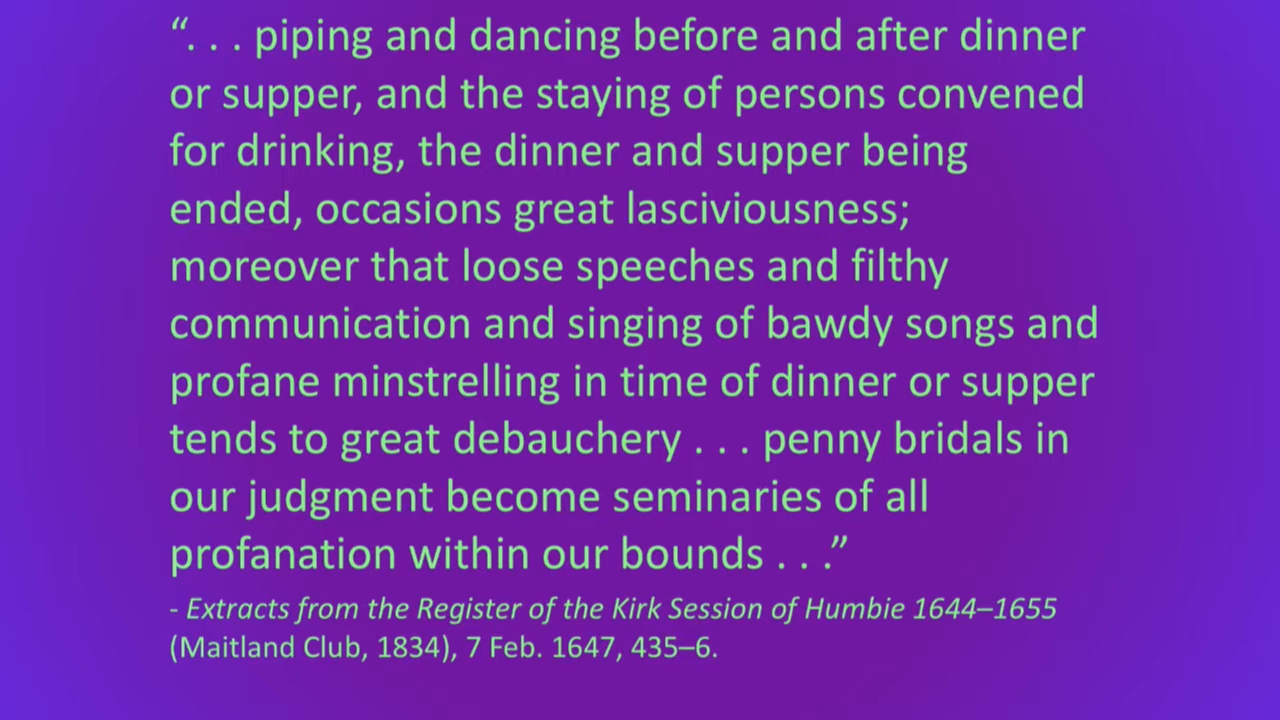 “. . . piping and dancing before and after dinner
or supper, and the staying of persons convened
for drinking, the dinner and supper being
ended, occasions great lasciviousness;
moreover that loose speeches and filthy
communication and singing of bawdy songs and
profane minstrelling in time of dinner or supper
tends to great debauchery . . . penny bridals in
our judgment become seminaries of all
profanation within our bounds . . .”
- Extracts from the Register of the Kirk Session of Humbie 1644–1655
(Maitland Club, 1834), 7 Feb. 1647, 435–6.